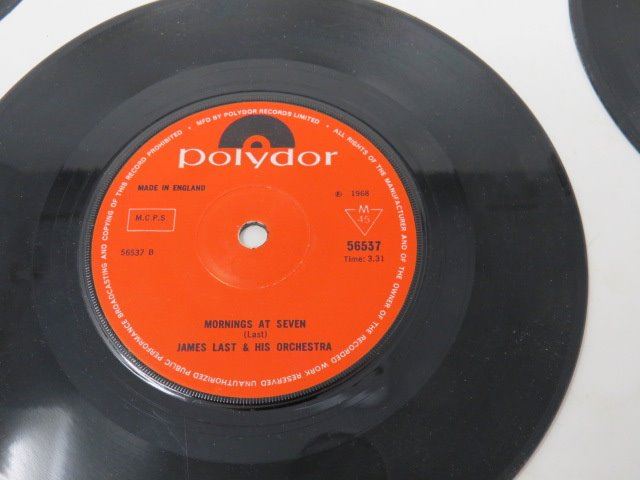 MFD BY POLYDOR RECORDS LIMITED • ALL RIGHTS OF THE MANUFACTURER AND OF THE OWNER OF THE RECORDED WORK RESERVED UNAUTHORIZED PUBLIC PERFORMANCE BROADCASTING AND COPYING OF THIS RECORD PROHIBITED •
polydor
MADE IN ENGLAND
℗ 1968
M.C.P.S
M
45
56537 B
56537
Time: 3.31
MORNINGS AT SEVEN
(Last)
JAMES LAST & HIS ORCHESTRA